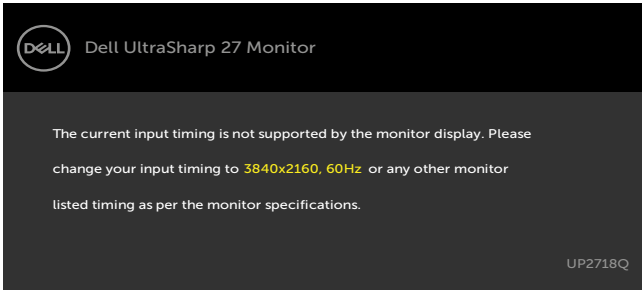 DELL
Dell UltraSharp 27 Monitor
The current input timing is not supported by the monitor display. Please
change your input timing to 3840x2160, 60Hz or any other monitor
listed timing as per the monitor specifications.
UP2718Q